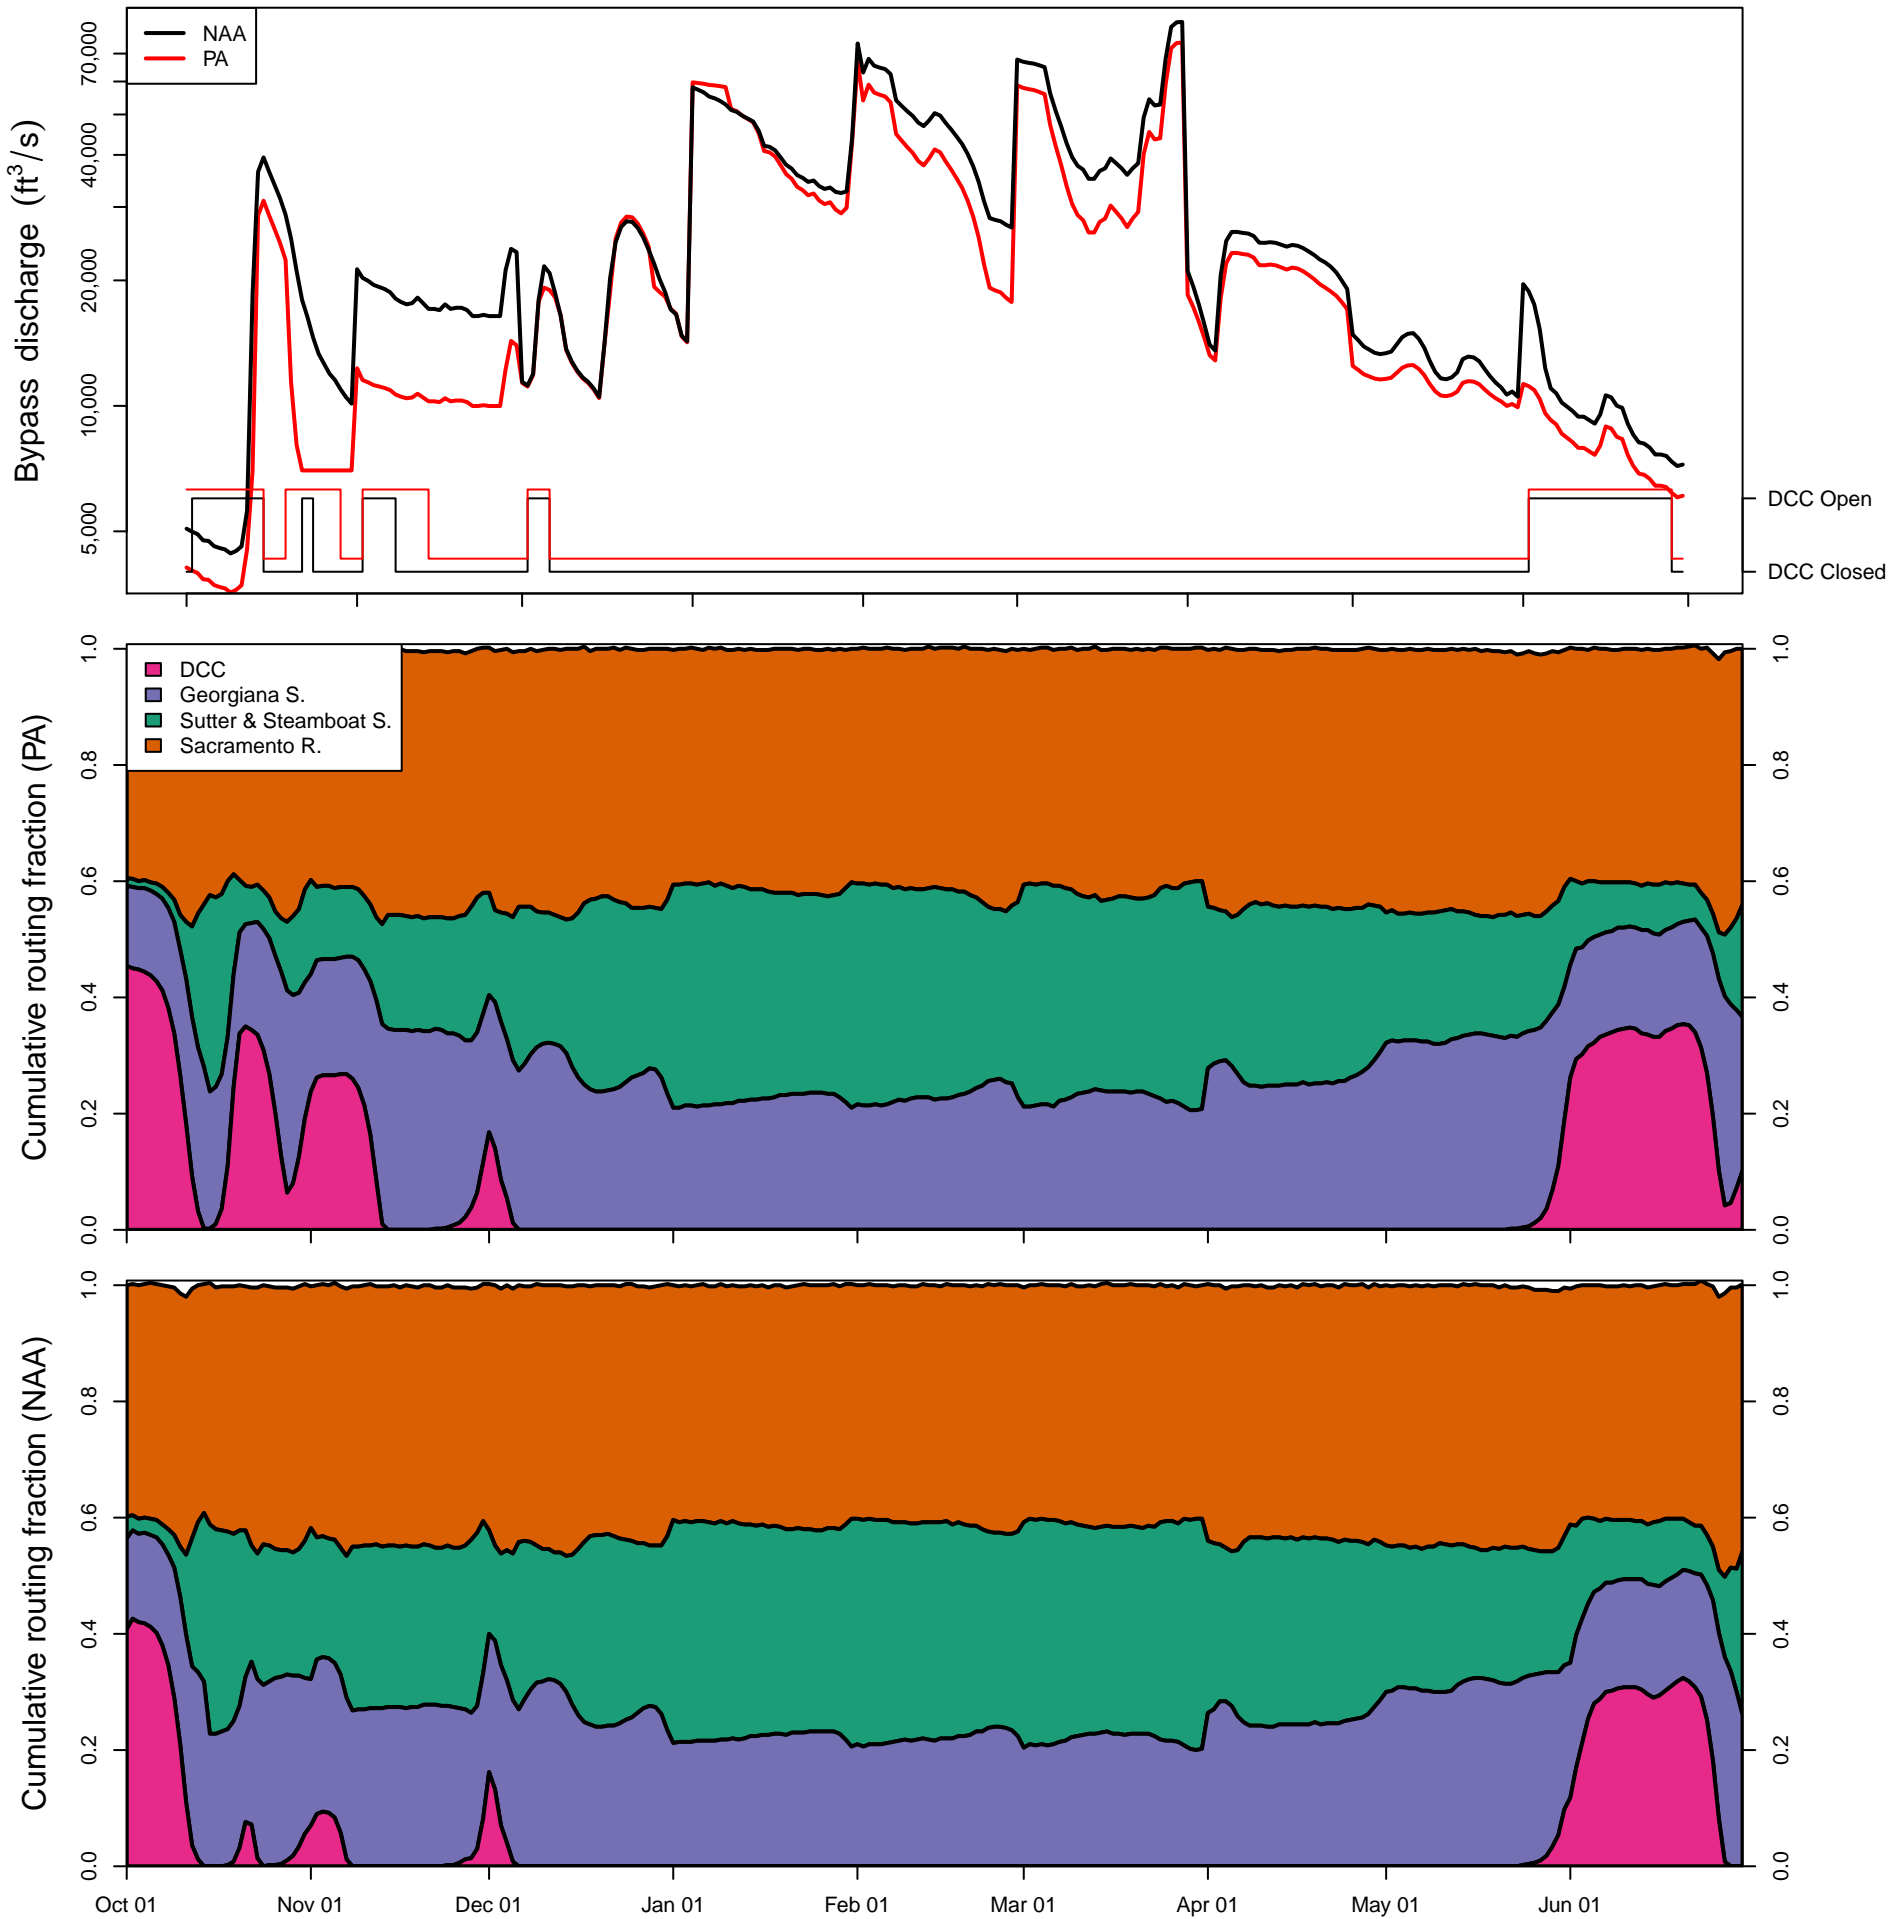 NAA
PA
Bypass discharge (ft³/s)
70,000
40,000
20,000
10,000
5,000
DCC Open
DCC Closed
DCC
Georgiana S.
Sutter & Steamboat S.
Sacramento R.
Cumulative routing fraction (PA)
1.0
0.8
0.6
0.4
0.2
0.0
1.0
0.8
0.6
0.4
0.2
0.0
Cumulative routing fraction (NAA)
1.0
0.8
0.6
0.4
0.2
0.0
1.0
0.8
0.6
0.4
0.2
0.0
Oct 01 Nov 01 Dec 01 Jan 01 Feb 01 Mar 01 Apr 01 May 01 Jun 01